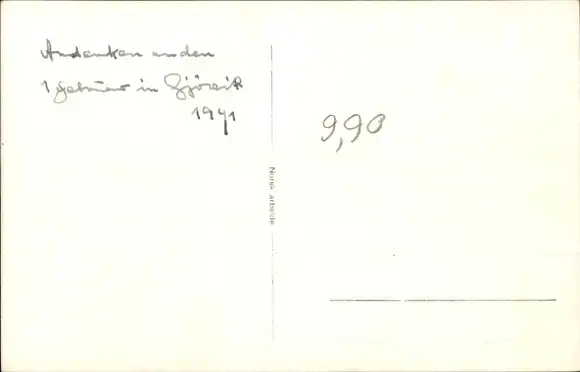 Andenken an den
1 Februar in Gjövik
1941
9,90
Norsk arbeide